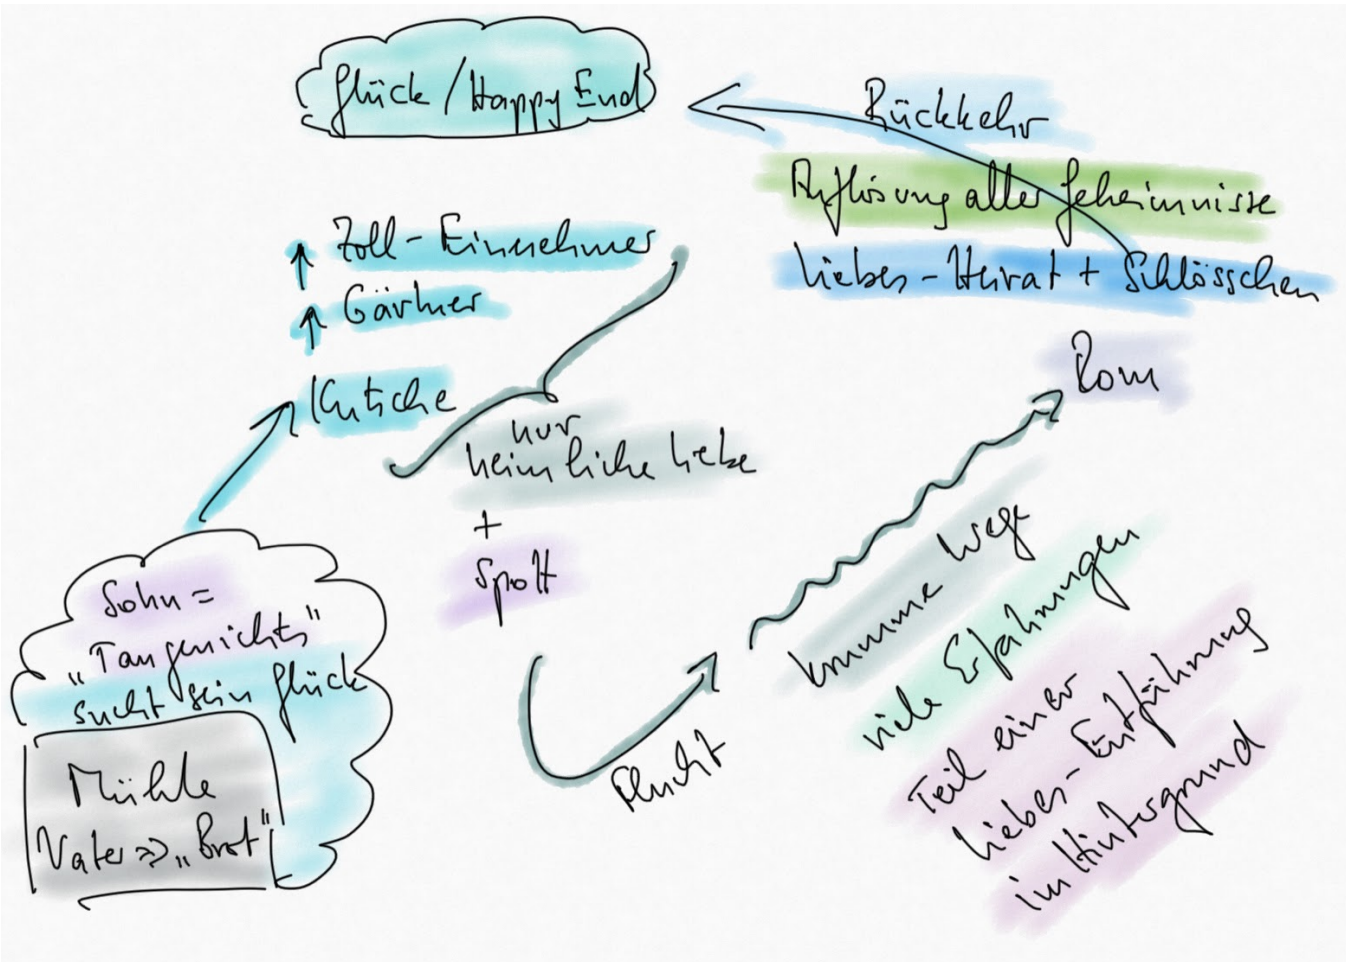 Glück / Happy End
Rückkehr
Auflösung aller Geheimnisse
Liebes-Heirat + Schlösschen
Zoll-Einnehmer
Gärtner
Kutsche
nur
heimliche Liebe
+
Spott
Rom
krumme Wege
viele Erfahrungen
Teil einer
Liebes-Entführung
im Hintergrund
Flucht
Sohn =
„Taugenichts"
sucht sein Glück
Mühle
Vater => „Brot"